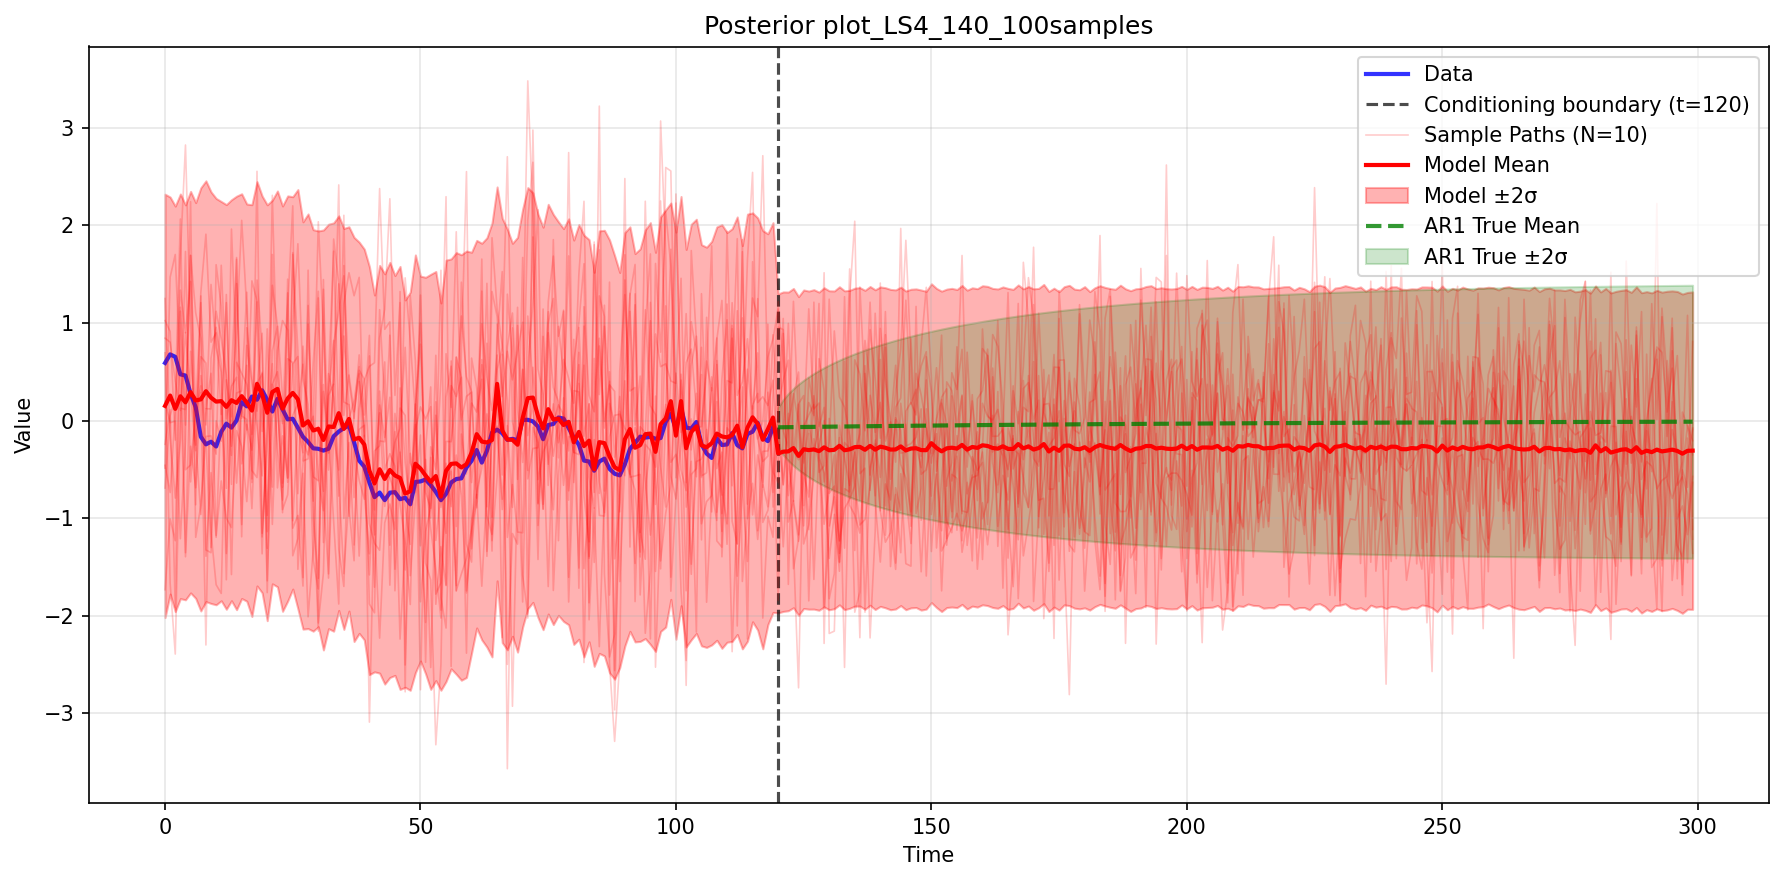 Posterior plot_LS4_140_100samples
Data
Conditioning boundary (t=120)
Sample Paths (N=10)
Model Mean
Model ±2σ
AR1 True Mean
AR1 True ±2σ
Value
3
2
1
0
−1
−2
−3
0
50
100
150
200
250
300
Time